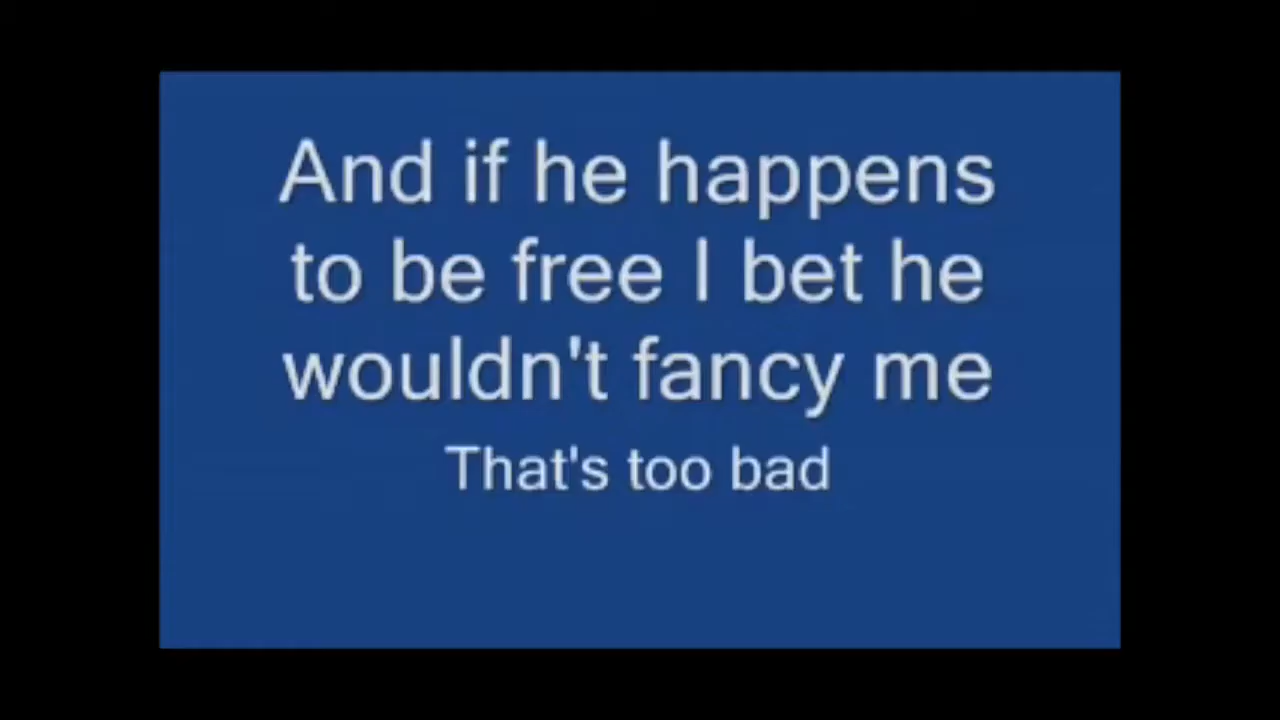 And if he happens
to be free I bet he
wouldn't fancy me
That's too bad